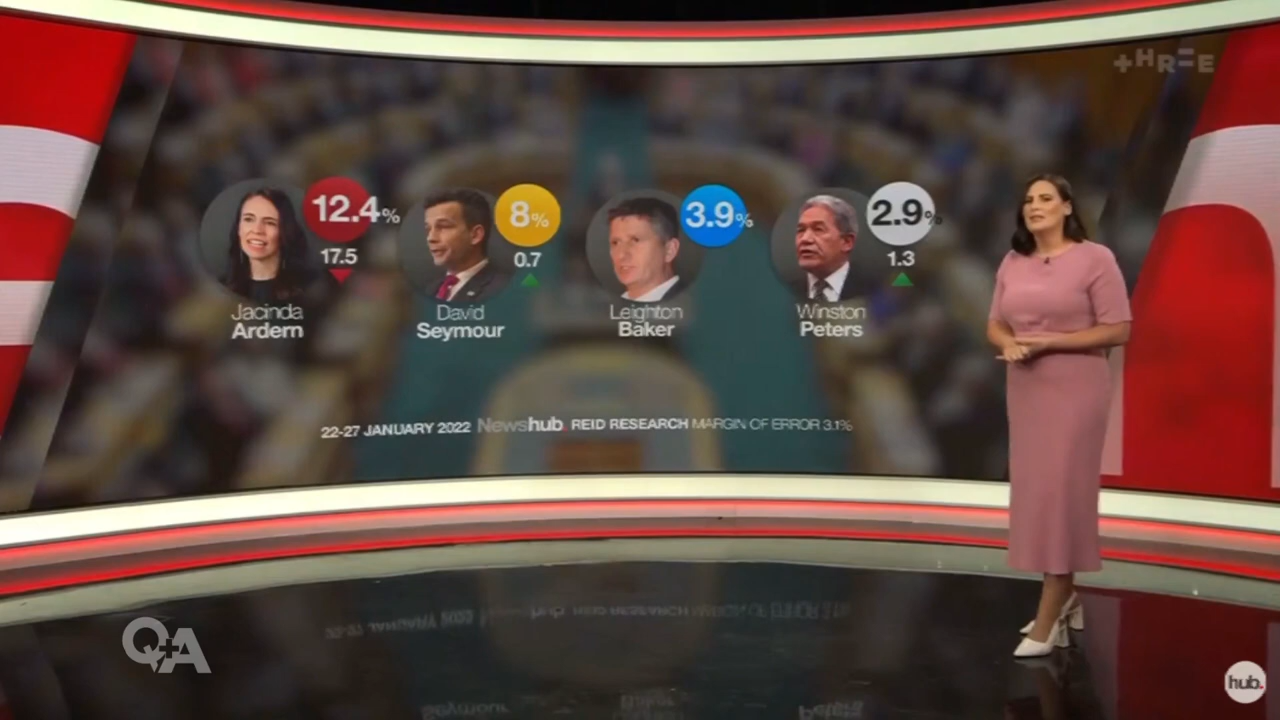 THREE
12.4%
17.5
Jacinda
Ardern
8%
0.7
David
Seymour
3.9%
Leighton
Baker
2.9%
1.3
Winston
Peters
22-27 JANUARY 2022 Newshub. REID RESEARCH MARGIN OF ERROR 3.1%
Q+A
hub.